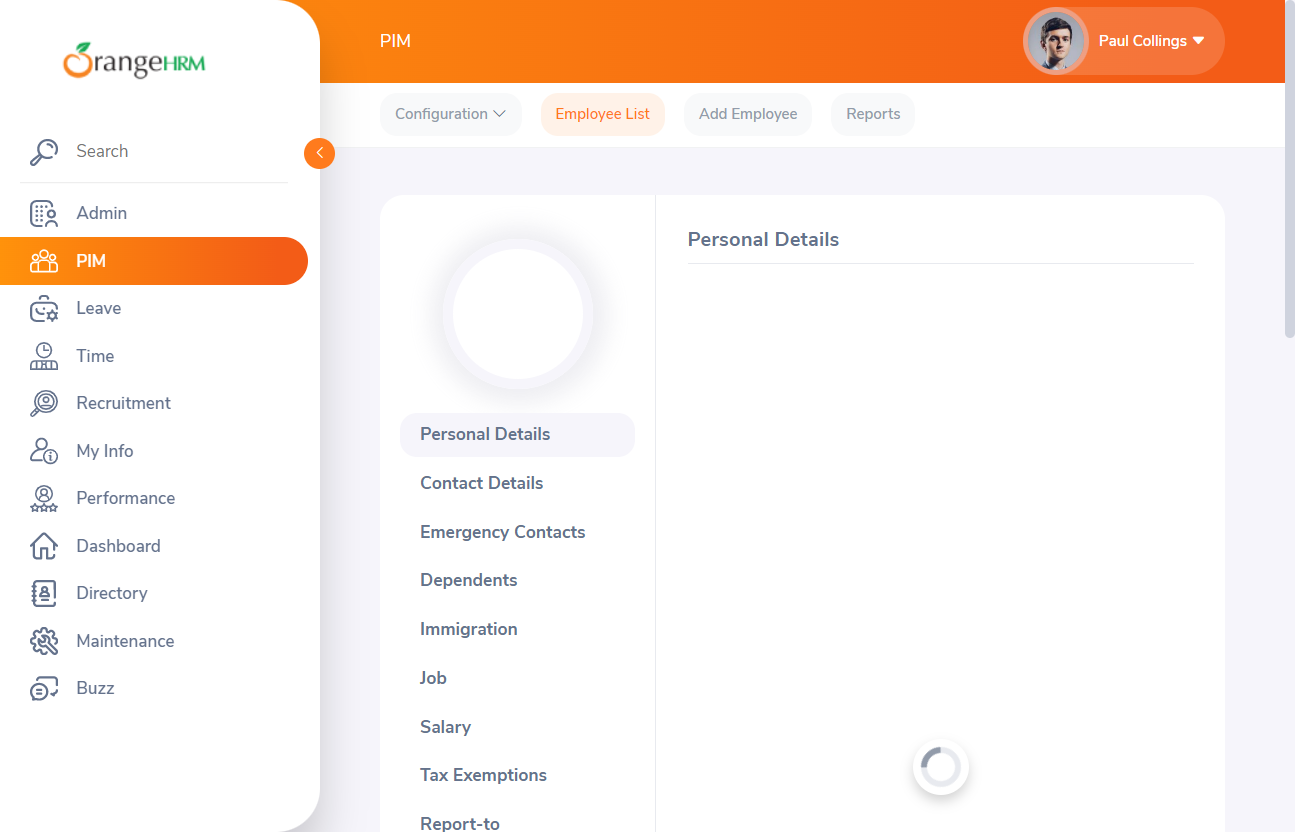 OrangeHRM
PIM
Paul Collings
Configuration
Employee List
Add Employee
Reports
Search
Admin
PIM
Leave
Time
Recruitment
My Info
Performance
Dashboard
Directory
Maintenance
Buzz
Personal Details
Contact Details
Emergency Contacts
Dependents
Immigration
Job
Salary
Tax Exemptions
Report-to
Personal Details